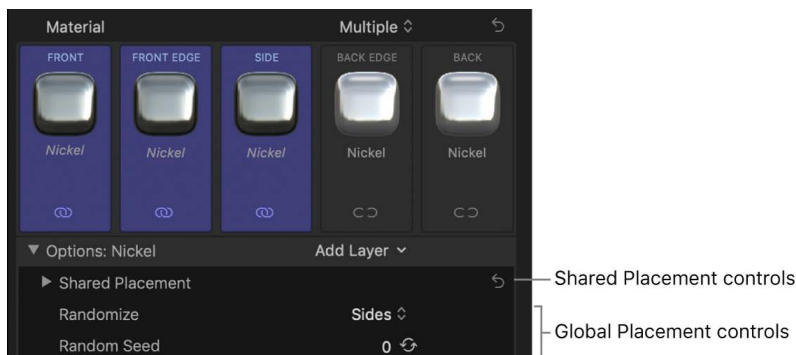 Material Multiple
FRONT FRONT EDGE SIDE BACK EDGE BACK
Nickel Nickel Nickel Nickel Nickel
Options: Nickel Add Layer
Shared Placement
Shared Placement controls
Randomize Sides
Global Placement controls
Random Seed 0